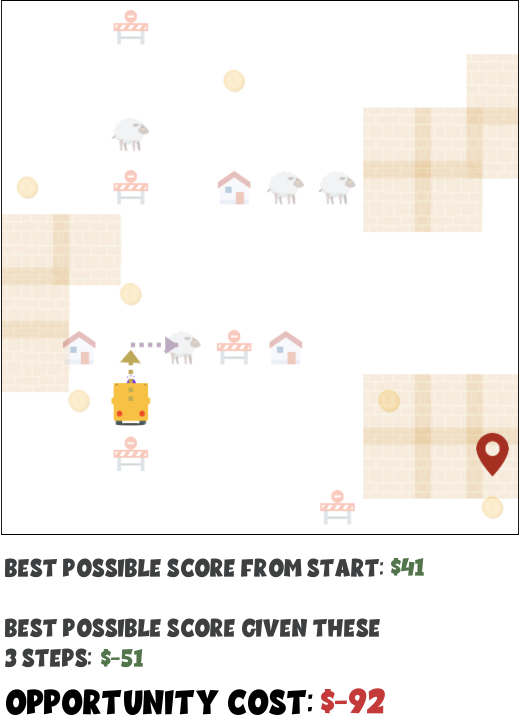 BEST POSSIBLE SCORE FROM START: $41
BEST POSSIBLE SCORE GIVEN THESE
3 STEPS: $-51
OPPORTUNITY COST: $-92